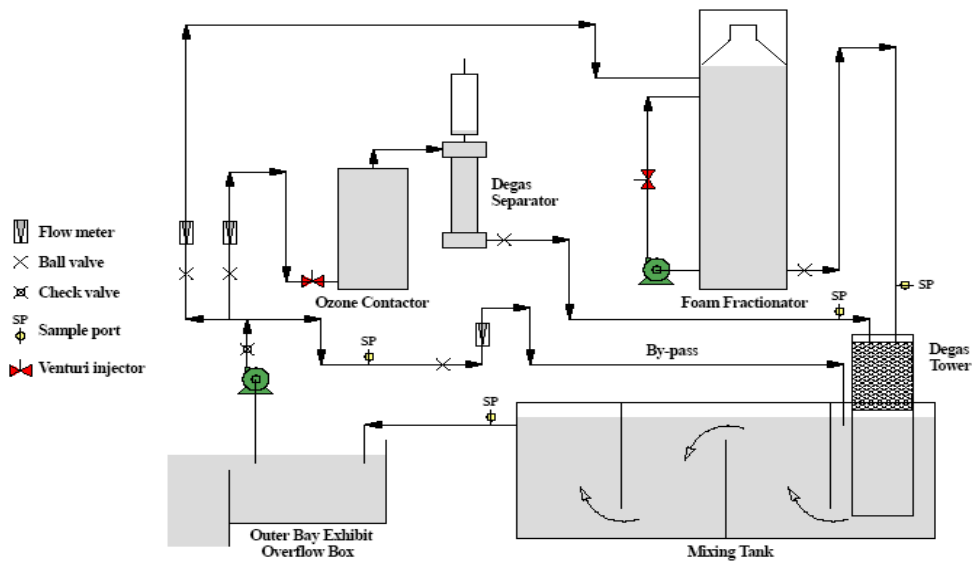 Flow meter
Ball valve
Check valve
SP
Sample port
Venturi injector
Ozone Contactor
Degas
Separator
Foam Fractionator
SP
SP
Degas
Tower
SP
By-pass
SP
Outer Bay Exhibit
Overflow Box
Mixing Tank